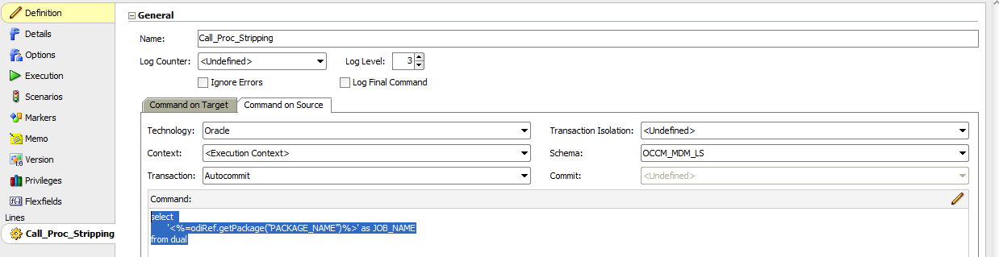 Definition
Details
Options
Execution
Scenarios
Markers
Memo
Version
Privileges
Flexfields
Lines
Call_Proc_Stripping
General
Name: Call_Proc_Stripping
Log Counter: <Undefined> Log Level: 3
Ignore Errors Log Final Command
Command on Target Command on Source
Technology: Oracle Transaction Isolation: <Undefined>
Context: <Execution Context> Schema: OCCM_MDM_LS
Transaction: Autocommit Commit: <Undefined>
Command:
select
'<%=odiRef.getPackage("PACKAGE_NAME")%>' as JOB_NAME
from dual